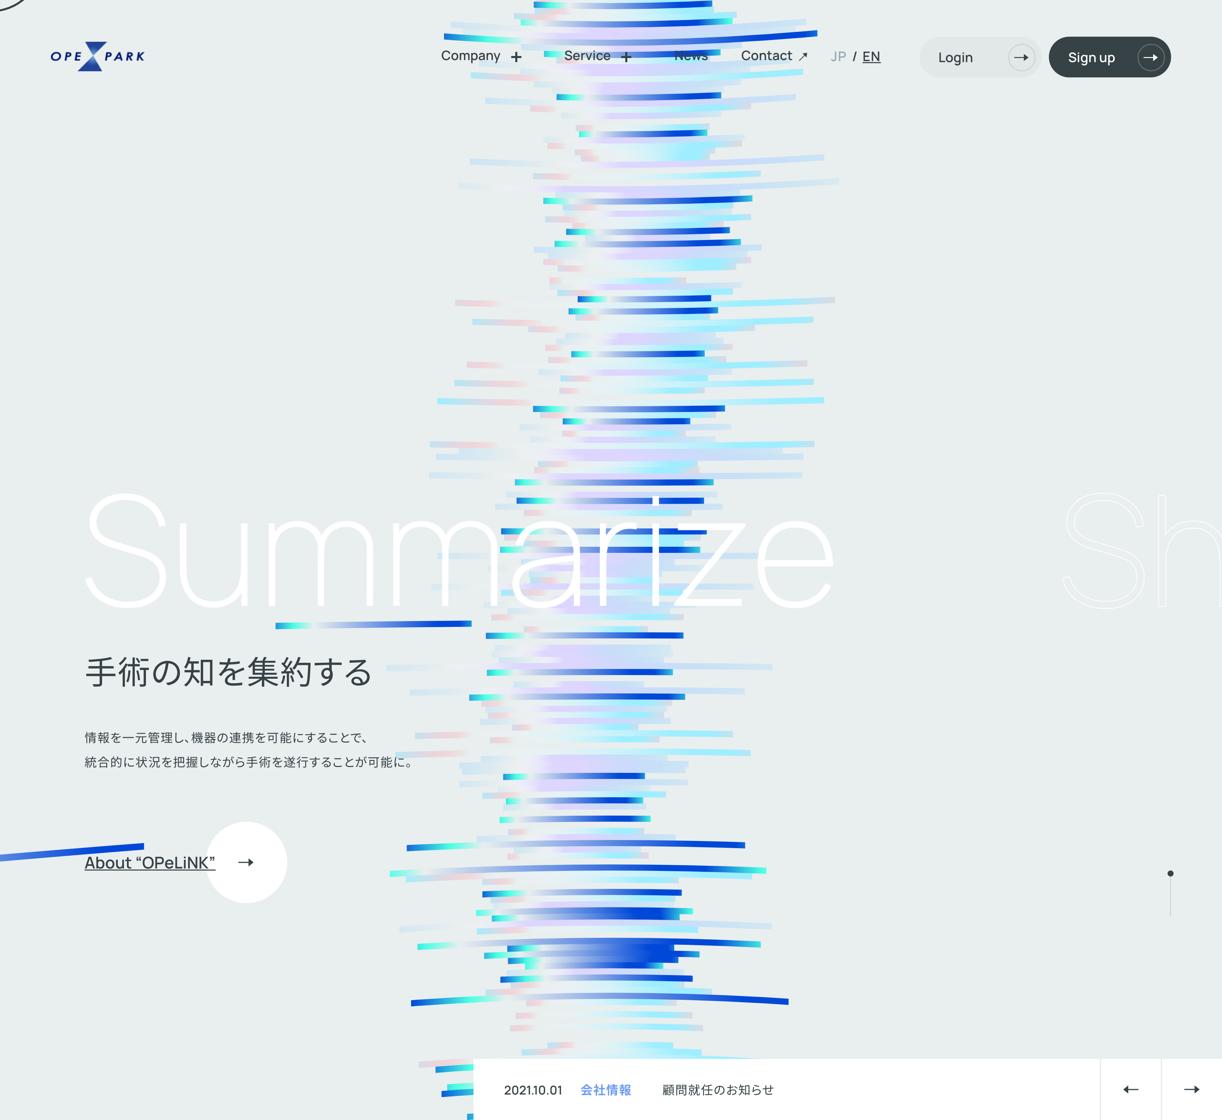 OPE PARK
Company + Service + News Contact ↗ JP / EN Login → Sign up →
Summarize Sh
手術の知を集約する
情報を一元管理し、機器の連携を可能にすることで、
統合的に状況を把握しながら手術を遂行することが可能に。
About “OPeLiNK” →
2021.10.01 会社情報 顧問就任のお知らせ ← →